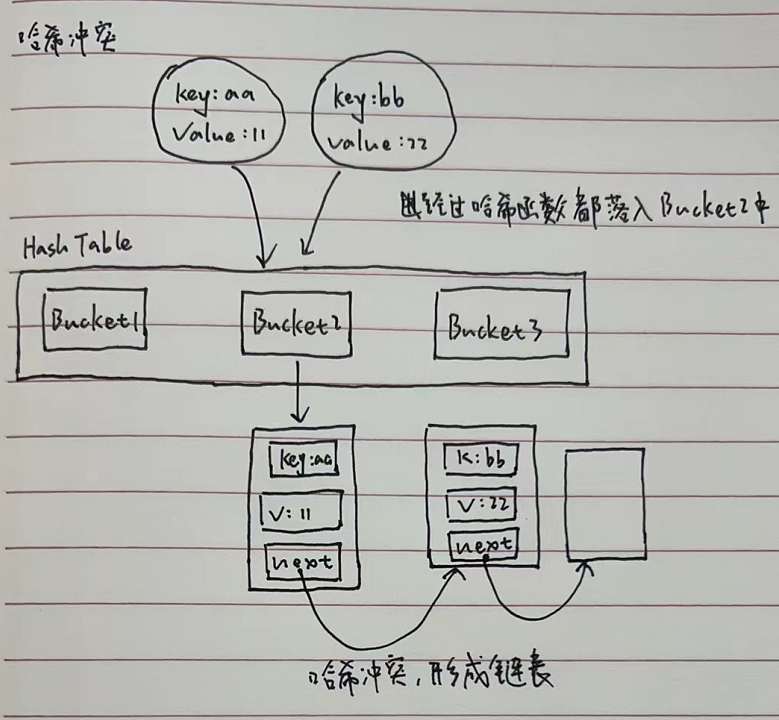 哈希冲突
key:aa
value:11
key:bb
value:22
经过哈希函数都落入Bucket2中
Hash Table
Bucket1
Bucket2
Bucket3
key:aa
V:11
next
K:bb
V:22
next
哈希冲突,形成链表